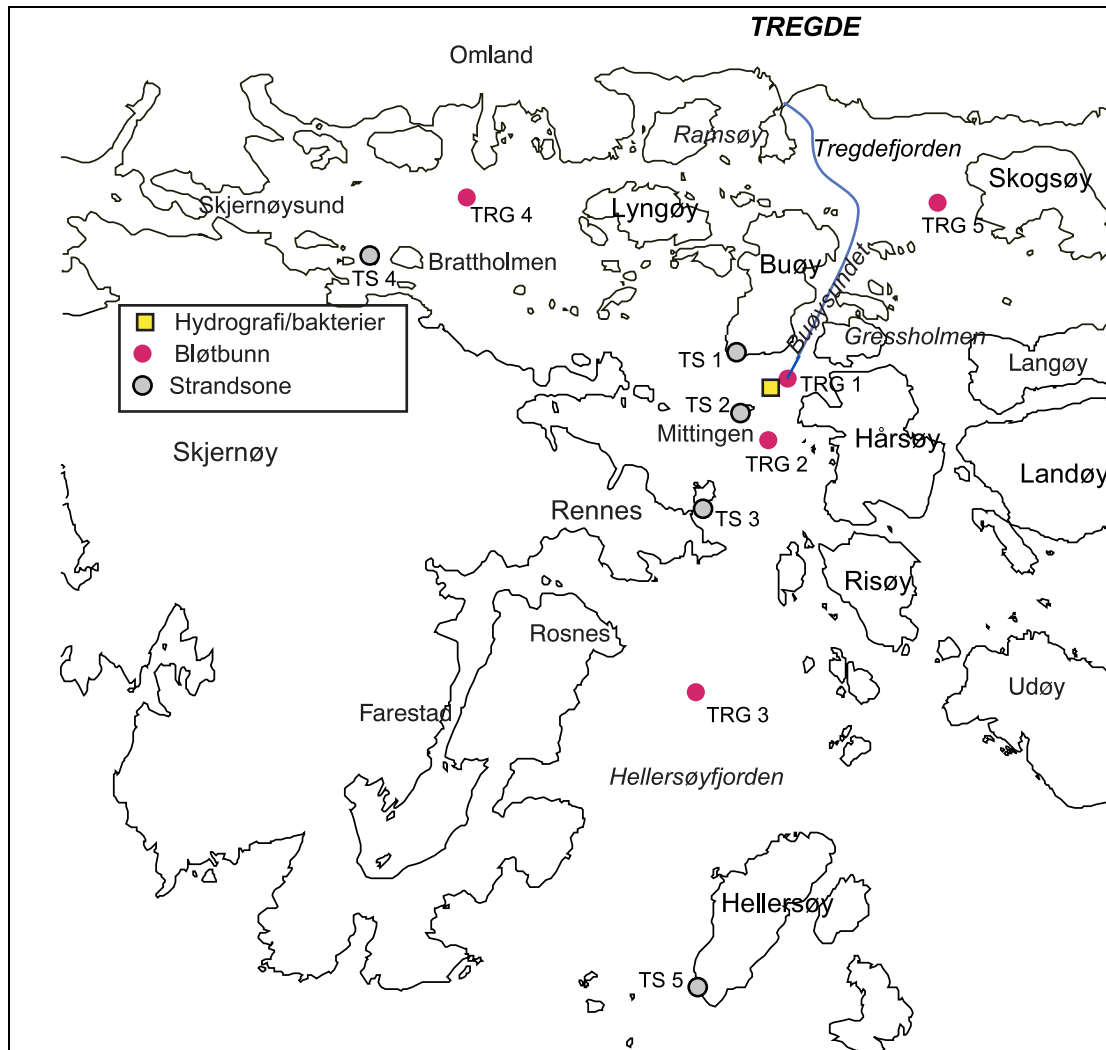 TREGDE
Omland
Ramsøy
Tregdefjorden
Skogsøy
Skjernøysund
TRG 4
Lyngøy
TRG 5
TS 4
Brattholmen
Buøy
Buøysundet
Hydrografi/bakterier
Bløtbunn
Strandsone
TS 1
Gressholmen
Langøy
TRG 1
TS 2
Mittingen
Hårsøy
Skjernøy
TRG 2
Landøy
Rennes
TS 3
Risøy
Rosnes
Udøy
Farestad
TRG 3
Hellersøyfjorden
Hellersøy
TS 5